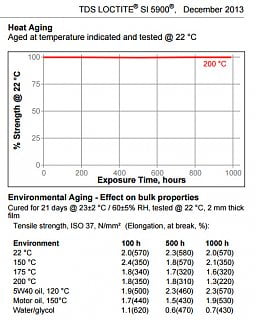 TDS LOCTITE® SI 5900®, December 2013
Heat Aging
Aged at temperature indicated and tested @ 22 °C
% Strength @ 22 °C
100
75
50
25
0
200 °C
0 200 400 600 800 1000
Exposure Time, hours
Environmental Aging - Effect on bulk properties
Cured for 21 days @ 23±2 °C / 60±5% RH, tested @ 22 °C, 2 mm thick
film
Tensile strength, ISO 37, N/mm² (Elongation, at break, %):
Environment 100 h 500 h 1000 h
22 °C 2.0(570) 2.3(580) 2.0(570)
150 °C 2.4(350) 1.8(570) 2.1(350)
175 °C 1.8(340) 1.7(320) 1.6(320)
200 °C 1.8(350) 1.8(310) 1.3(220)
5W40 oil, 120 °C 1.9(500) 2.3(460) 2.3(570)
Motor oil, 150°C 1.7(440) 1.5(430) 1.9(530)
Water/glycol 1.1(620) 0.6(470) 0.7(430)